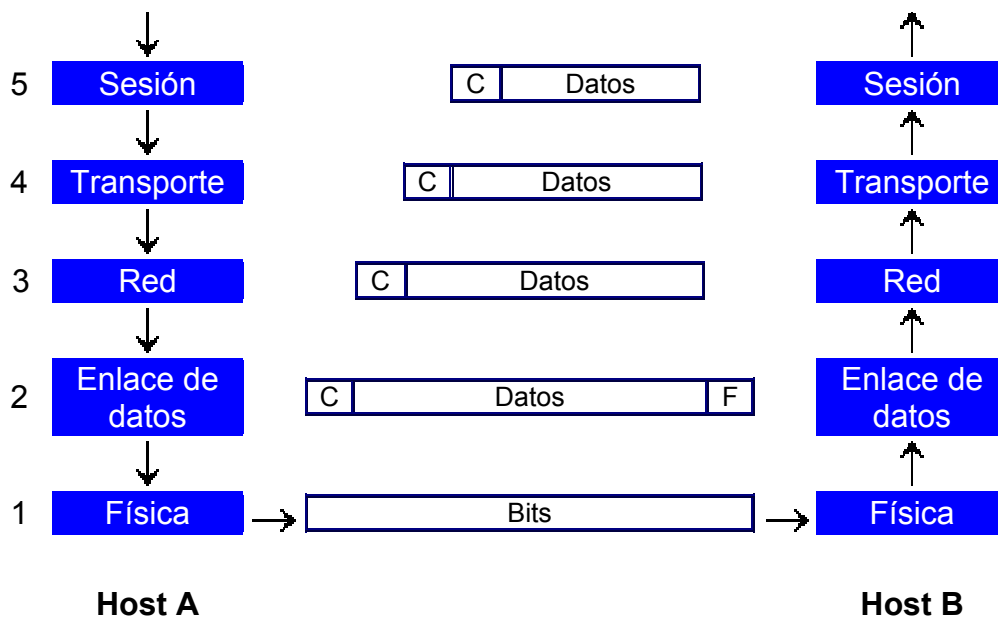 5 Sesión C Datos Sesión
4 Transporte C Datos Transporte
3 Red C Datos Red
2 Enlace de datos C Datos F Enlace de datos
1 Física Bits Física
Host A Host B